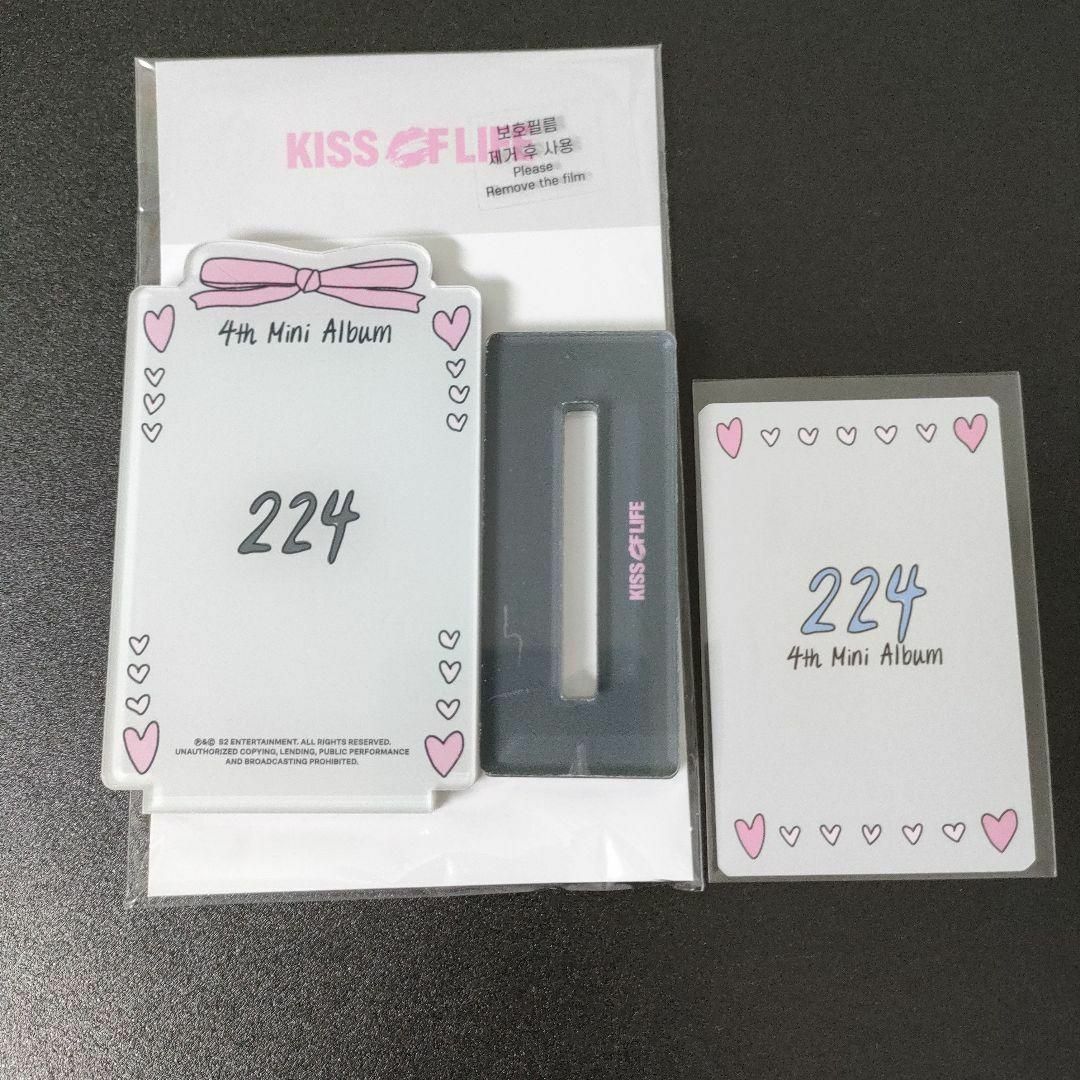 KISS OF LIFE
보호필름
제거 후 사용
Please
Remove the film
4th Mini Album
224
℗&© S2 ENTERTAINMENT. ALL RIGHTS RESERVED.
UNAUTHORIZED COPYING, LENDING, PUBLIC PERFORMANCE
AND BROADCASTING PROHIBITED.
KISS OF LIFE
224
4th Mini Album